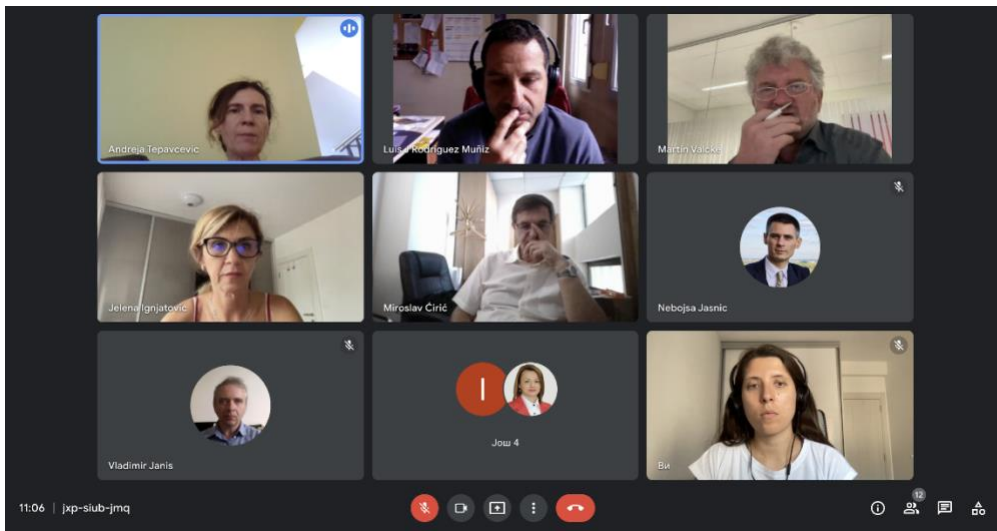 Andreja Tepavcevic
Luis J Rodríguez Muñiz
Martin Valcke
Jelena Ignjatović
Miroslav Ćirić
Nebojsa Jasnic
Vladimir Janis
I
Још 4
Ви
11:06 | jxp-siub-jmq
12